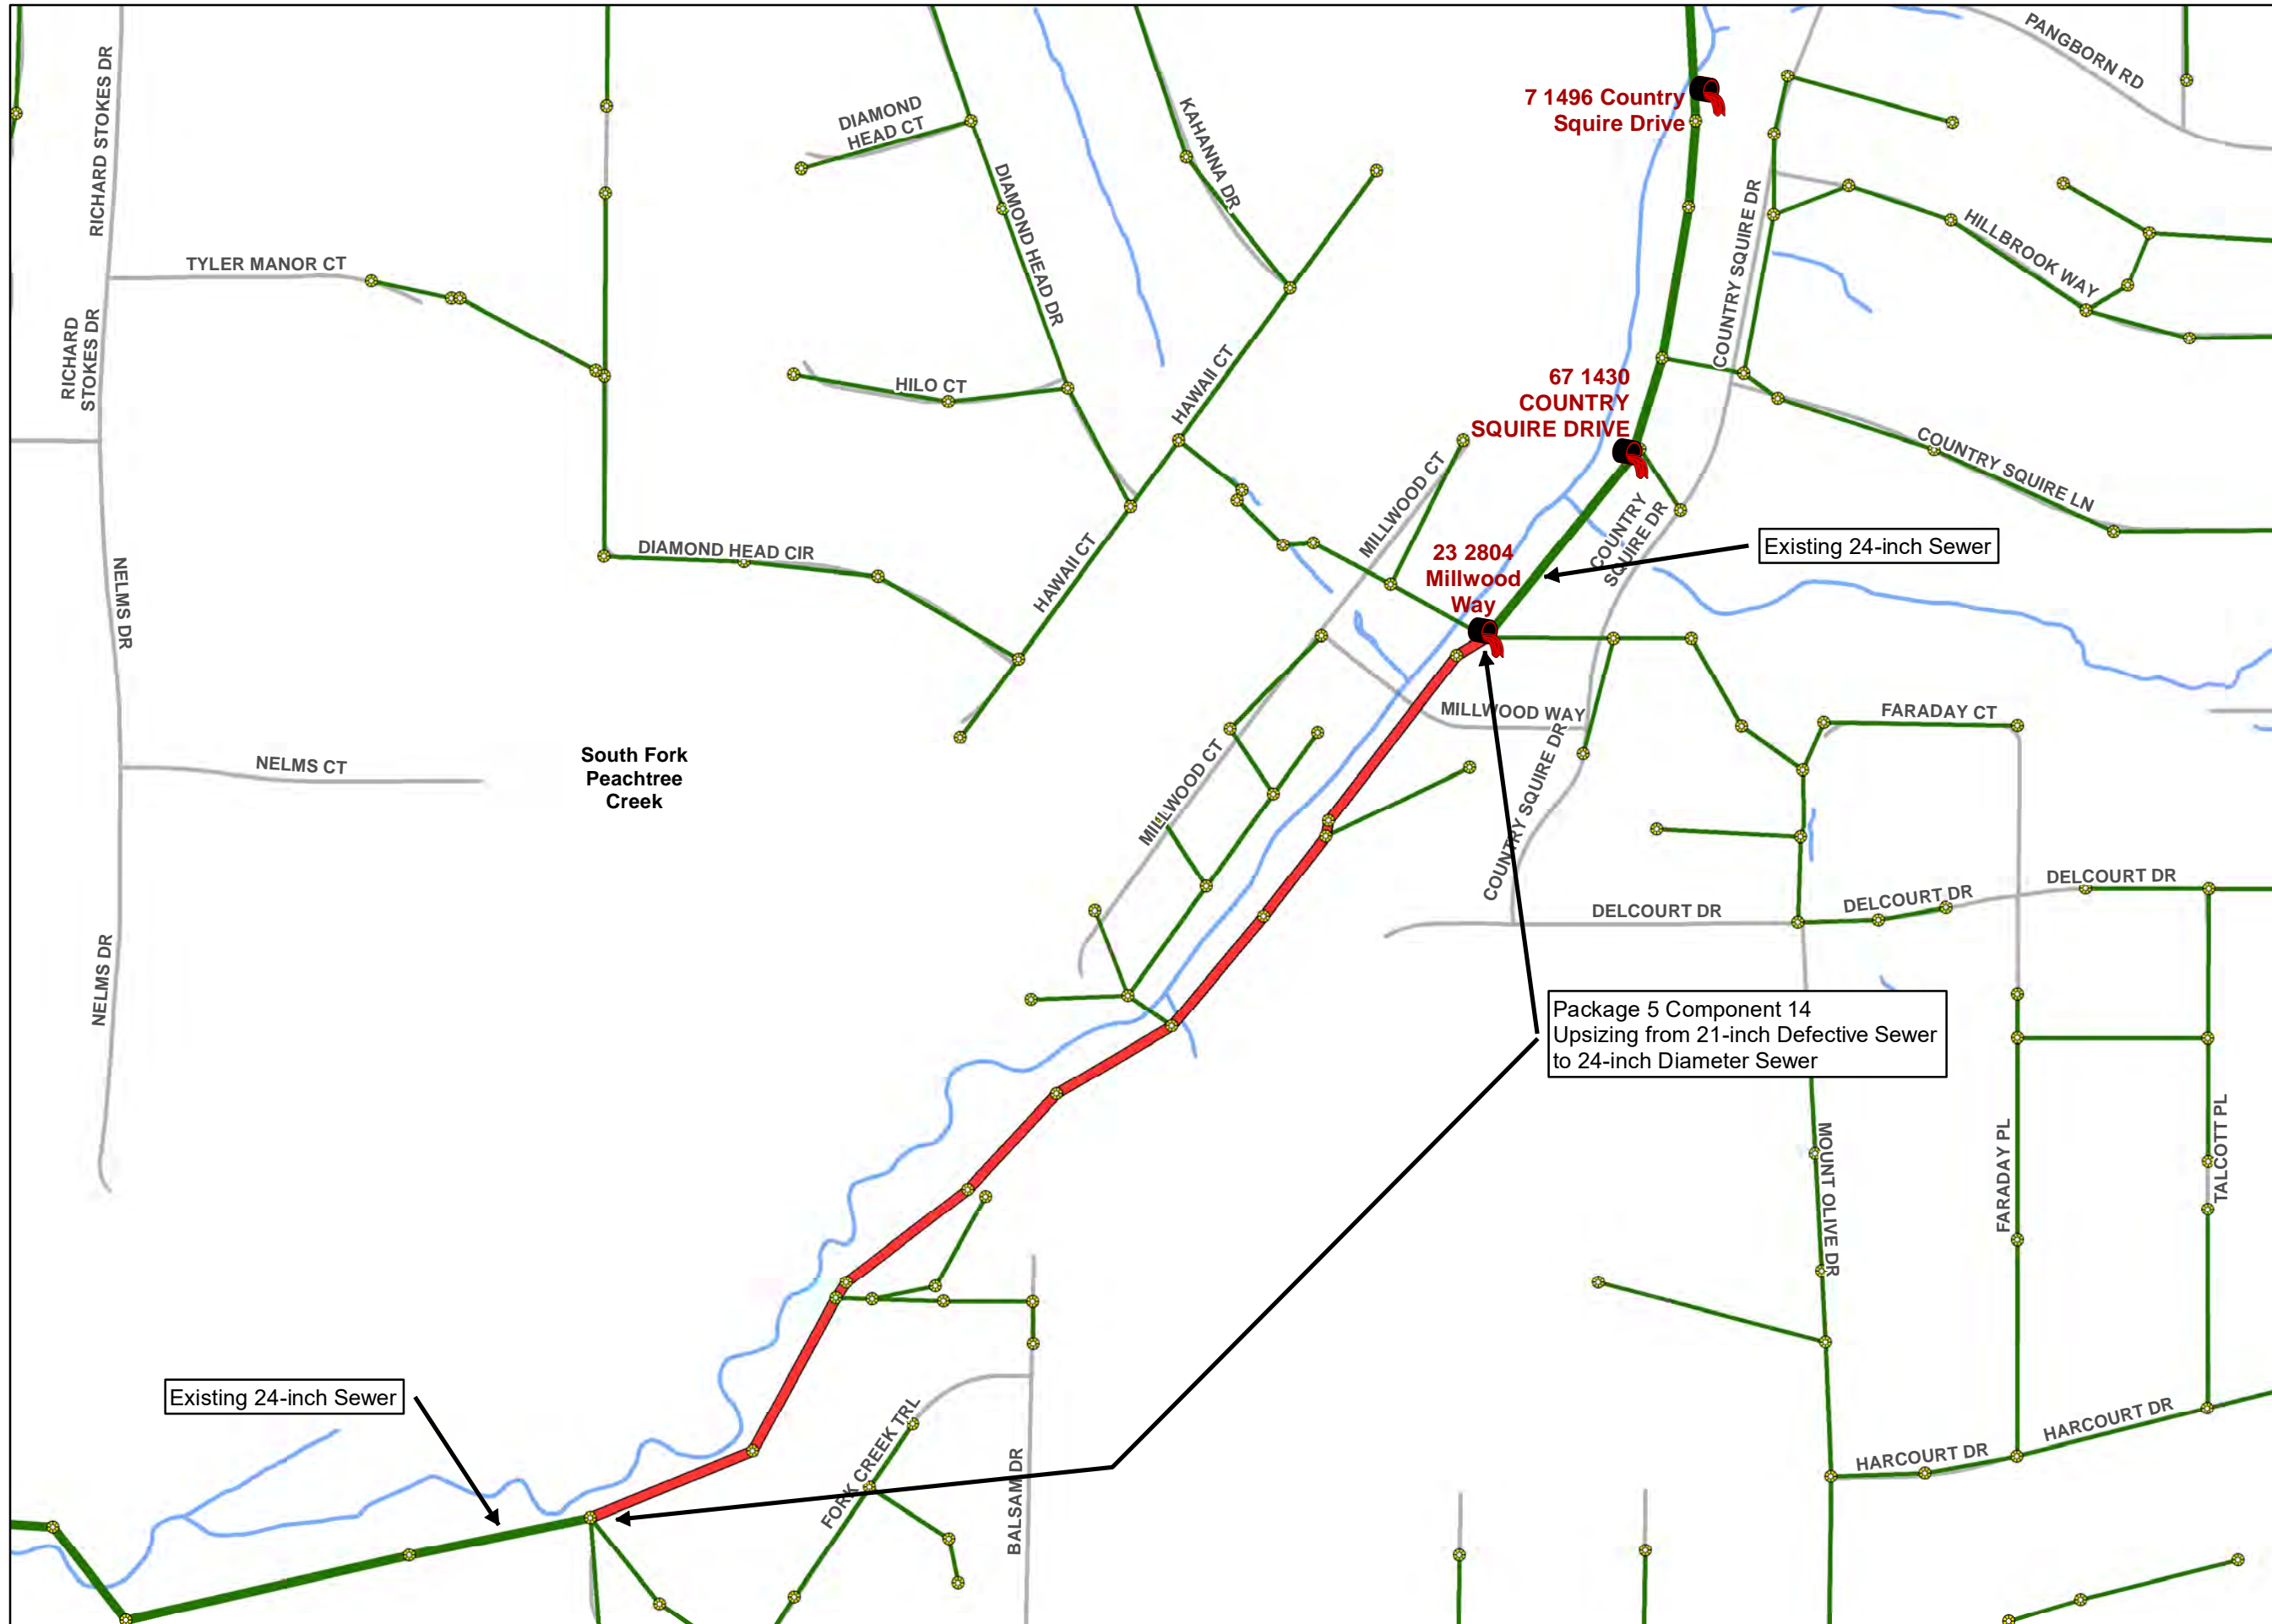 PANGBORN RD
RICHARD STOKES DR
7 1496 Country
Squire Drive
DIAMOND
HEAD CT
KAHANNA DR
DIAMOND HEAD DR
COUNTRY SQUIRE DR
HILLBROOK WAY
TYLER MANOR CT
RICHARD
STOKES DR
HILO CT
HAWAII CT
67 1430
COUNTRY
SQUIRE DRIVE
COUNTRY SQUIRE LN
MILLWOOD CT
COUNTRY
SQUIRE DR
Existing 24-inch Sewer
DIAMOND HEAD CIR
23 2804
Millwood
Way
NELMS DR
HAWAII CT
MILLWOOD WAY
FARADAY CT
South Fork
Peachtree
Creek
NELMS CT
MILLWOOD CT
COUNTRY SQUIRE DR
DELCOURT DR
DELCOURT DR
DELCOURT DR
NELMS DR
Package 5 Component 14
Upsizing from 21-inch Defective Sewer
to 24-inch Diameter Sewer
MOUNT OLIVE DR
FARADAY PL
TALCOTT PL
Existing 24-inch Sewer
FORK CREEK TRL
BALSAM DR
HARCOURT DR
HARCOURT DR